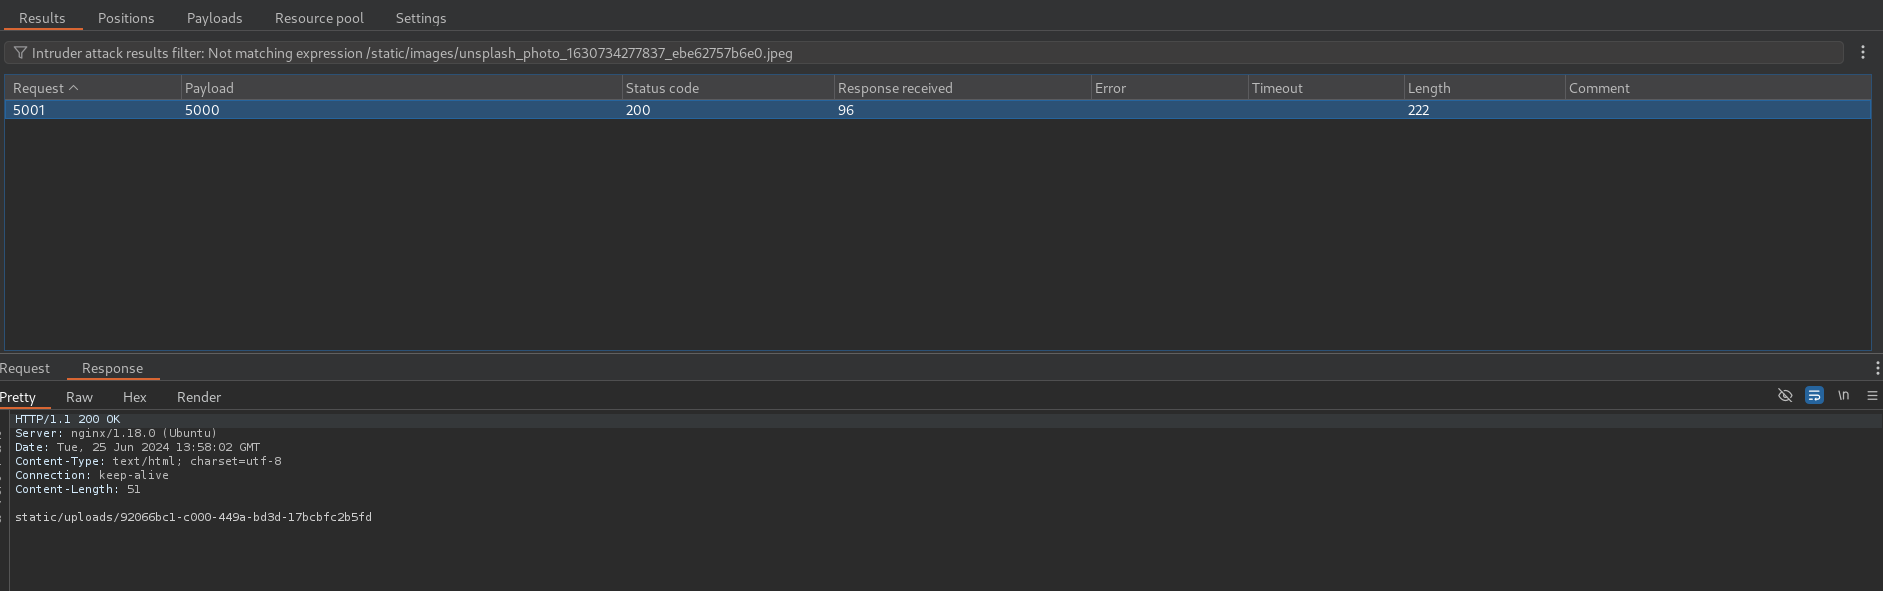 Results Positions Payloads Resource pool Settings
Intruder attack results filter: Not matching expression /static/images/unsplash_photo_1630734277837_ebe62757b6e0.jpeg
Request Payload Status code Response received Error Timeout Length Comment
5001 5000 200 96 222
Request Response
Pretty Raw Hex Render \n
HTTP/1.1 200 OK
Server: nginx/1.18.0 (Ubuntu)
Date: Tue, 25 Jun 2024 13:58:02 GMT
Content-Type: text/html; charset=utf-8
Connection: keep-alive
Content-Length: 51
static/uploads/92066bc1-c000-449a-bd3d-17bcbfc2b5fd